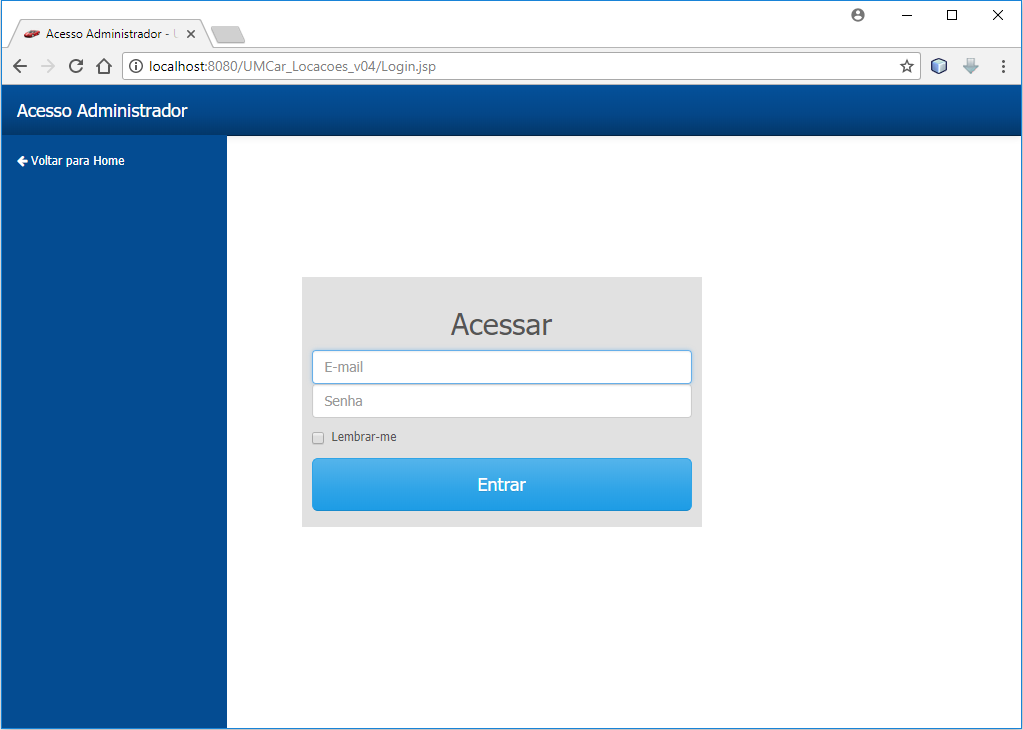 Acesso Administrador -
localhost:8080/UMCar_Locacoes_v04/Login.jsp
Acesso Administrador
Voltar para Home
Acessar
E-mail
Senha
Lembrar-me
Entrar